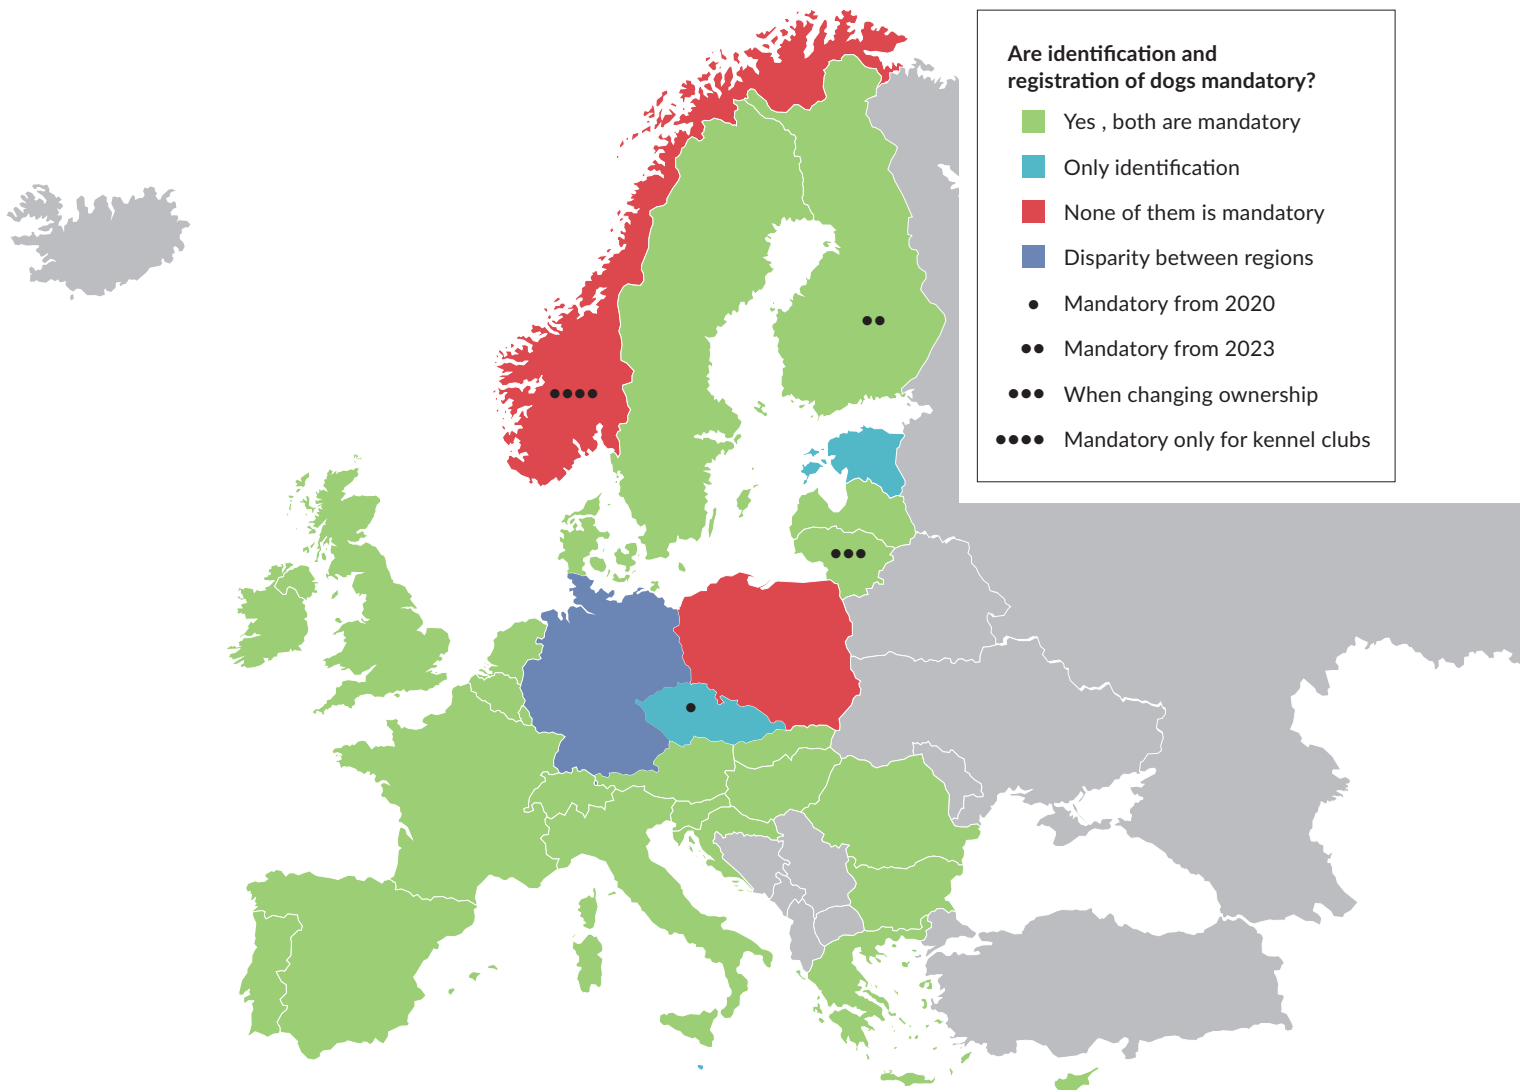 Are identification and
registration of dogs mandatory?
Yes , both are mandatory
Only identification
None of them is mandatory
Disparity between regions
Mandatory from 2020
Mandatory from 2023
When changing ownership
Mandatory only for kennel clubs